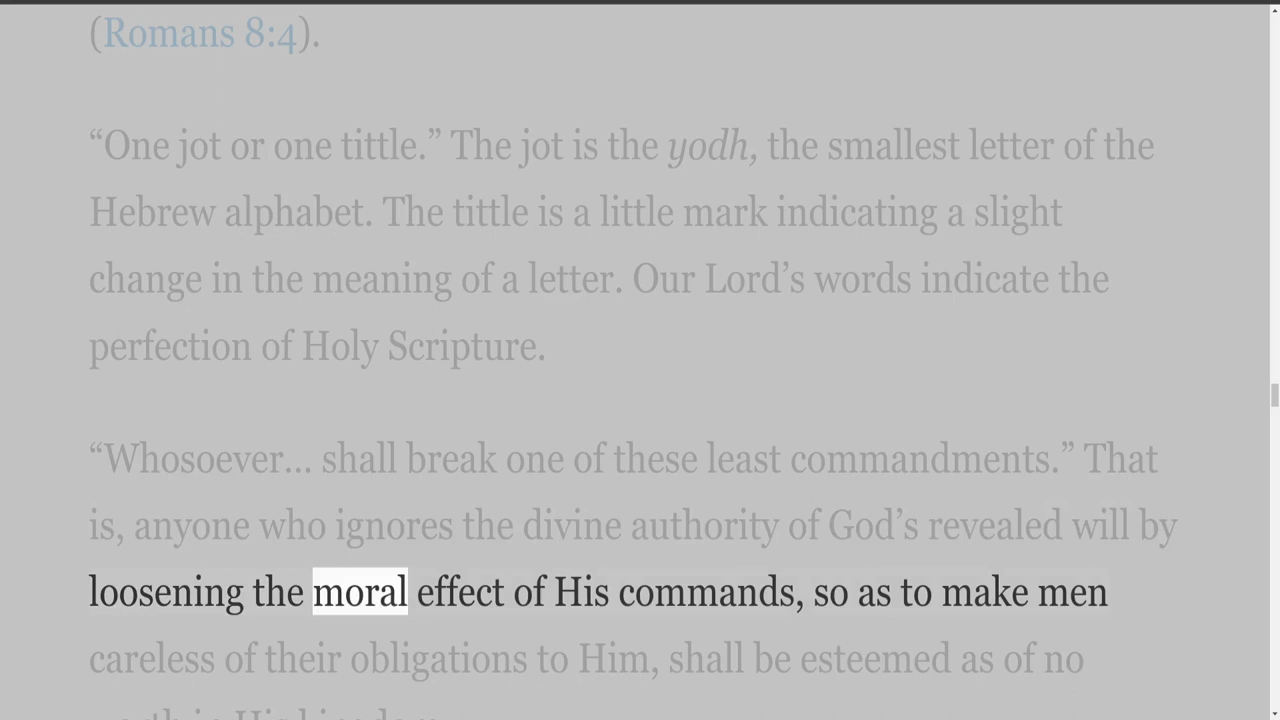 (Romans 8:4).
“One jot or one tittle.” The jot is the yodh, the smallest letter of the
Hebrew alphabet. The tittle is a little mark indicating a slight
change in the meaning of a letter. Our Lord’s words indicate the
perfection of Holy Scripture.
“Whosoever... shall break one of these least commandments.” That
is, anyone who ignores the divine authority of God’s revealed will by
loosening the moral effect of His commands, so as to make men
careless of their obligations to Him, shall be esteemed as of no
worth in His kingdom.